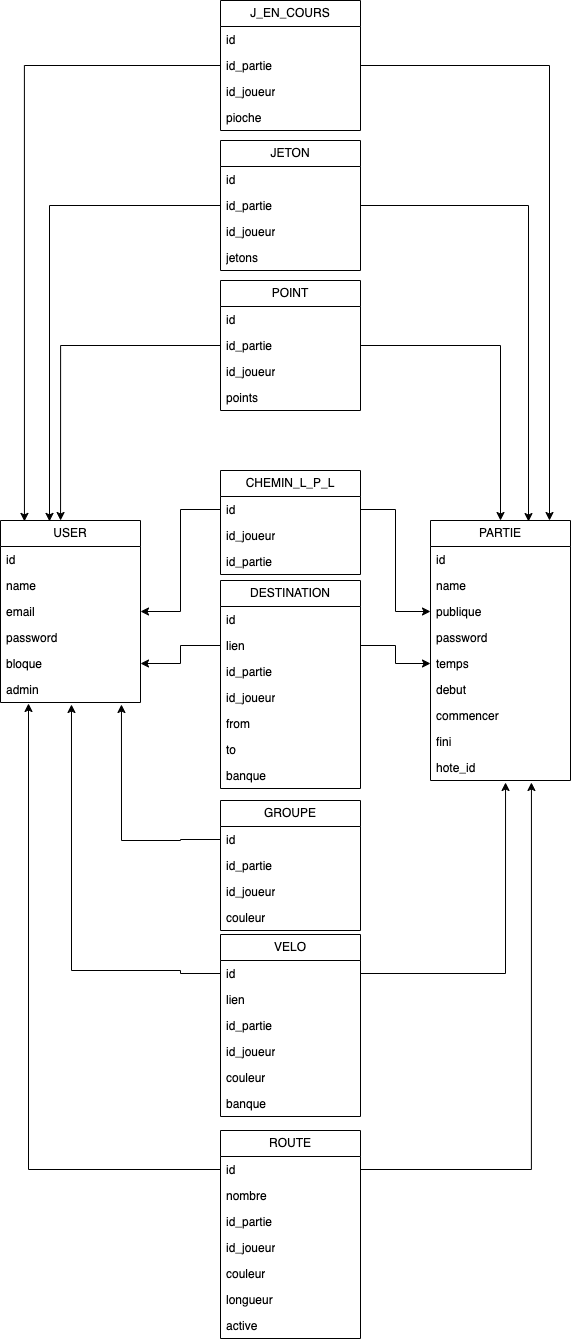 J_EN_COURS
id
id_partie
id_joueur
pioche
JETON
id
id_partie
id_joueur
jetons
POINT
id
id_partie
id_joueur
points
CHEMIN_L_P_L
id
id_joueur
id_partie
USER
id
name
email
password
bloque
admin
DESTINATION
id
lien
id_partie
id_joueur
from
to
banque
PARTIE
id
name
publique
password
temps
debut
commencer
fini
hote_id
GROUPE
id
id_partie
id_joueur
couleur
VELO
id
lien
id_partie
id_joueur
couleur
banque
ROUTE
id
nombre
id_partie
id_joueur
couleur
longueur
active